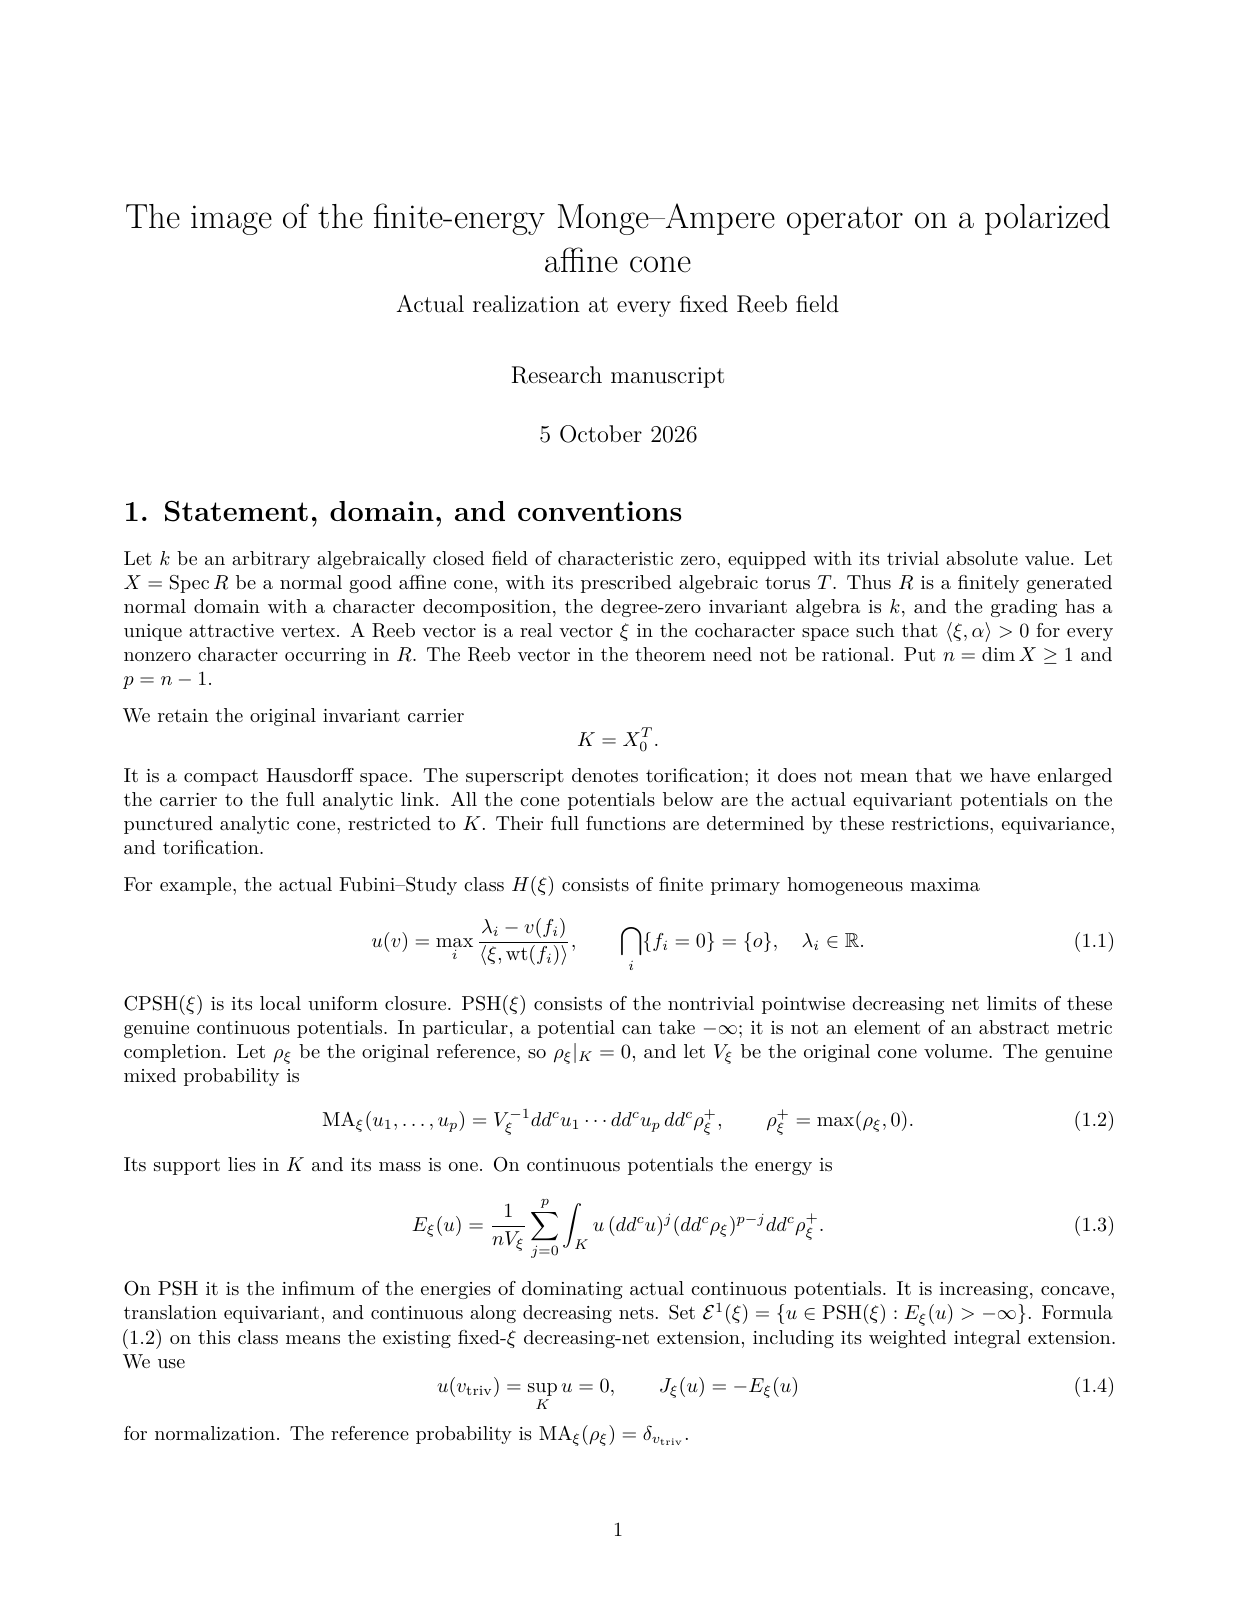 The image of the finite-energy Monge–Ampere operator on a polarized
affine cone
Actual realization at every fixed Reeb field
Research manuscript
5 October 2026
1. Statement, domain, and conventions
Let k be an arbitrary algebraically closed field of characteristic zero, equipped with its trivial absolute value. Let
X = Spec R be a normal good affine cone, with its prescribed algebraic torus T. Thus R is a finitely generated
normal domain with a character decomposition, the degree-zero invariant algebra is k, and the grading has a
unique attractive vertex. A Reeb vector is a real vector ξ in the cocharacter space such that ⟨ξ, α⟩ > 0 for every
nonzero character occurring in R. The Reeb vector in the theorem need not be rational. Put n = dim X ≥ 1 and
p = n − 1.
We retain the original invariant carrier
K = X_0^T.
It is a compact Hausdorff space. The superscript denotes torification; it does not mean that we have enlarged
the carrier to the full analytic link. All the cone potentials below are the actual equivariant potentials on the
punctured analytic cone, restricted to K. Their full functions are determined by these restrictions, equivariance,
and torification.
For example, the actual Fubini–Study class H(ξ) consists of finite primary homogeneous maxima
u(v) = max_i (λ_i − v(f_i))/⟨ξ, wt(f_i)⟩, ⋂_i {f_i = 0} = {o}, λ_i ∈ ℝ. (1.1)
CPSH(ξ) is its local uniform closure. PSH(ξ) consists of the nontrivial pointwise decreasing net limits of these
genuine continuous potentials. In particular, a potential can take −∞; it is not an element of an abstract metric
completion. Let ρ_ξ be the original reference, so ρ_ξ|_K = 0, and let V_ξ be the original cone volume. The genuine
mixed probability is
MA_ξ(u_1, . . . , u_p) = V_ξ^{−1} dd^c u_1 · · · dd^c u_p dd^c ρ_ξ^+, ρ_ξ^+ = max(ρ_ξ, 0). (1.2)
Its support lies in K and its mass is one. On continuous potentials the energy is
E_ξ(u) = 1/(nV_ξ) ∑_{j=0}^p ∫_K u (dd^c u)^j (dd^c ρ_ξ)^{p−j} dd^c ρ_ξ^+. (1.3)
On PSH it is the infimum of the energies of dominating actual continuous potentials. It is increasing, concave,
translation equivariant, and continuous along decreasing nets. Set ℰ^1(ξ) = {u ∈ PSH(ξ) : E_ξ(u) > −∞}. Formula
(1.2) on this class means the existing fixed-ξ decreasing-net extension, including its weighted integral extension.
We use
u(v_triv) = sup_K u = 0, J_ξ(u) = −E_ξ(u) (1.4)
for normalization. The reference probability is MA_ξ(ρ_ξ) = δ_{v_triv}.
1